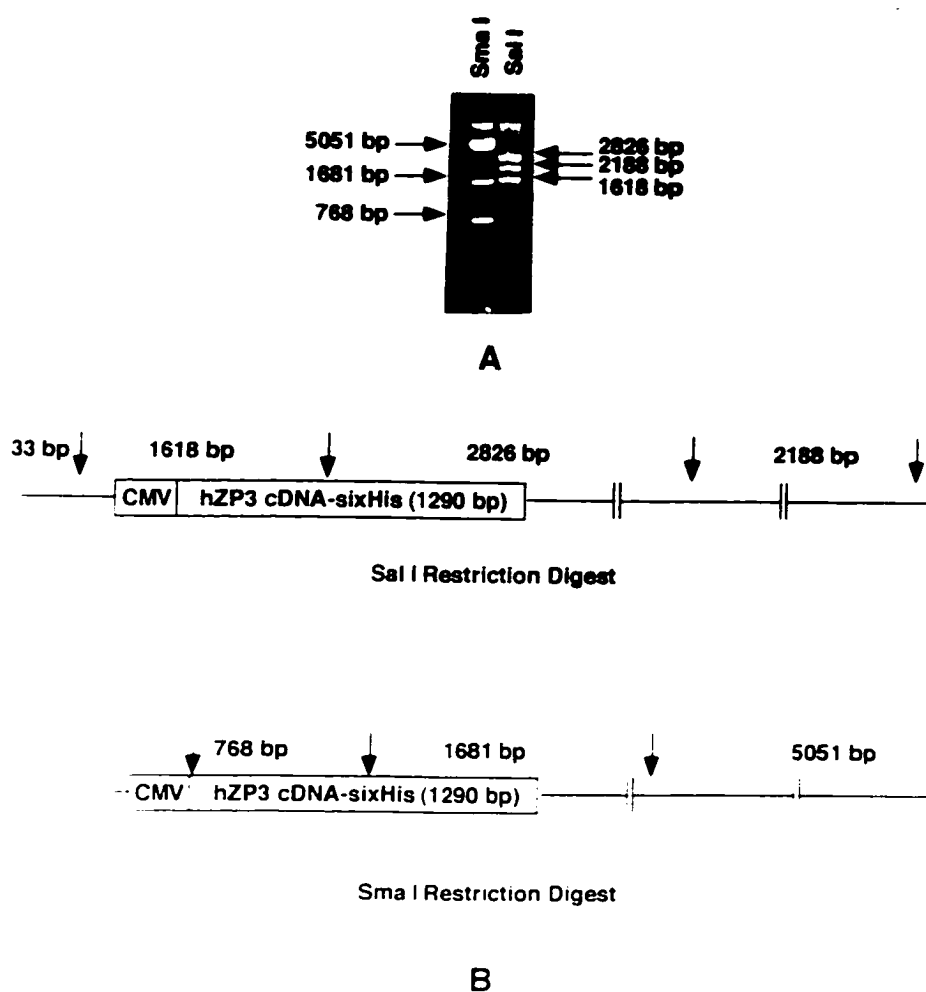 Sma I Sal I
5051 bp
1681 bp
768 bp
2826 bp
2188 bp
1618 bp
A
33 bp 1618 bp 2826 bp 2188 bp
CMV hZP3 cDNA-sixHis (1290 bp)
Sal I Restriction Digest
768 bp 1681 bp 5051 bp
CMV hZP3 cDNA-sixHis (1290 bp)
Sma I Restriction Digest
B